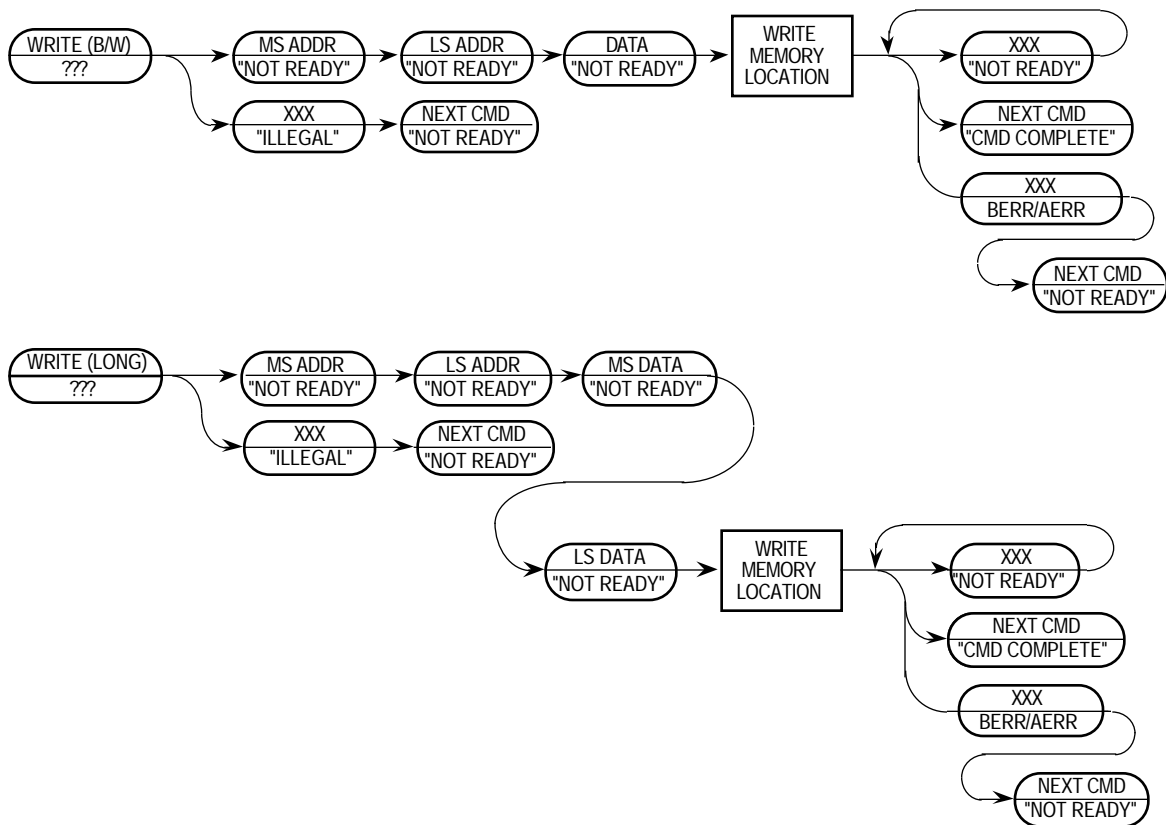 WRITE (B/W)
???
MS ADDR
"NOT READY"
LS ADDR
"NOT READY"
DATA
"NOT READY"
WRITE
MEMORY
LOCATION
XXX
"NOT READY"
XXX
"ILLEGAL"
NEXT CMD
"NOT READY"
NEXT CMD
"CMD COMPLETE"
XXX
BERR/AERR
NEXT CMD
"NOT READY"
WRITE (LONG)
???
MS ADDR
"NOT READY"
LS ADDR
"NOT READY"
MS DATA
"NOT READY"
XXX
"ILLEGAL"
NEXT CMD
"NOT READY"
LS DATA
"NOT READY"
WRITE
MEMORY
LOCATION
XXX
"NOT READY"
NEXT CMD
"CMD COMPLETE"
XXX
BERR/AERR
NEXT CMD
"NOT READY"